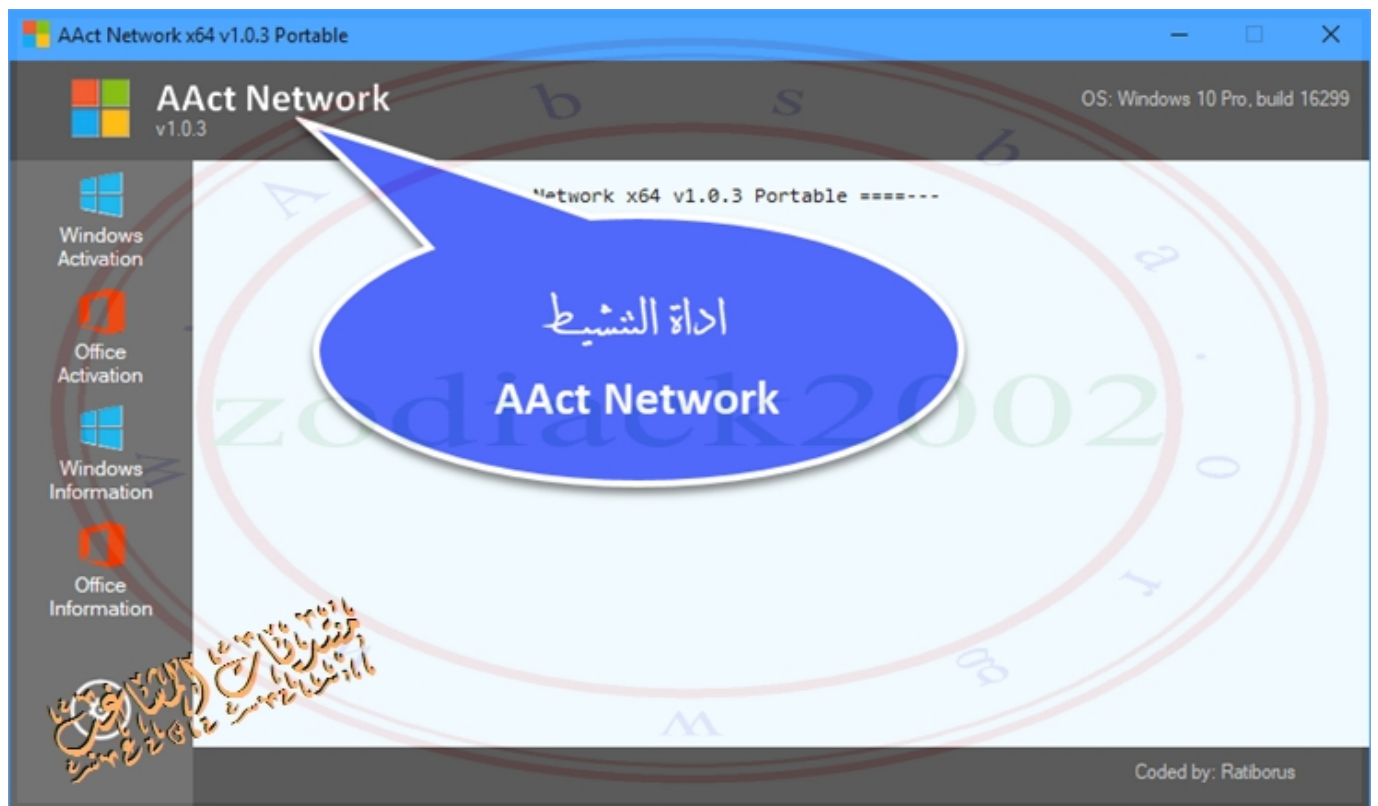 AAct Network x64 v1.0.3 Portable
AAct Network
v1.0.3
OS: Windows 10 Pro, build 16299
Network x64 v1.0.3 Portable ====---
Windows
Activation
Office
Activation
Windows
Information
Office
Information
اداة التنشيط
AAct Network
zodiack2002
Coded by: Ratiborus